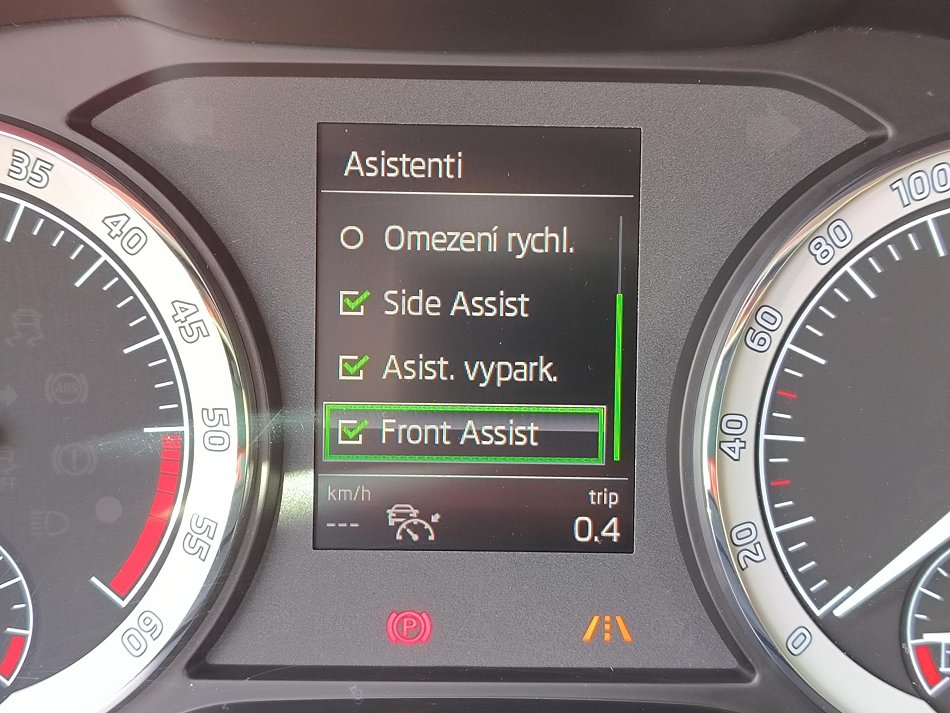 Asistenti
Omezení rychl.
Side Assist
Asist. vypark.
Front Assist
km/h
trip
---
0.4
P
35
40
45
50
55
60
100
80
60
40
20
0
ABS